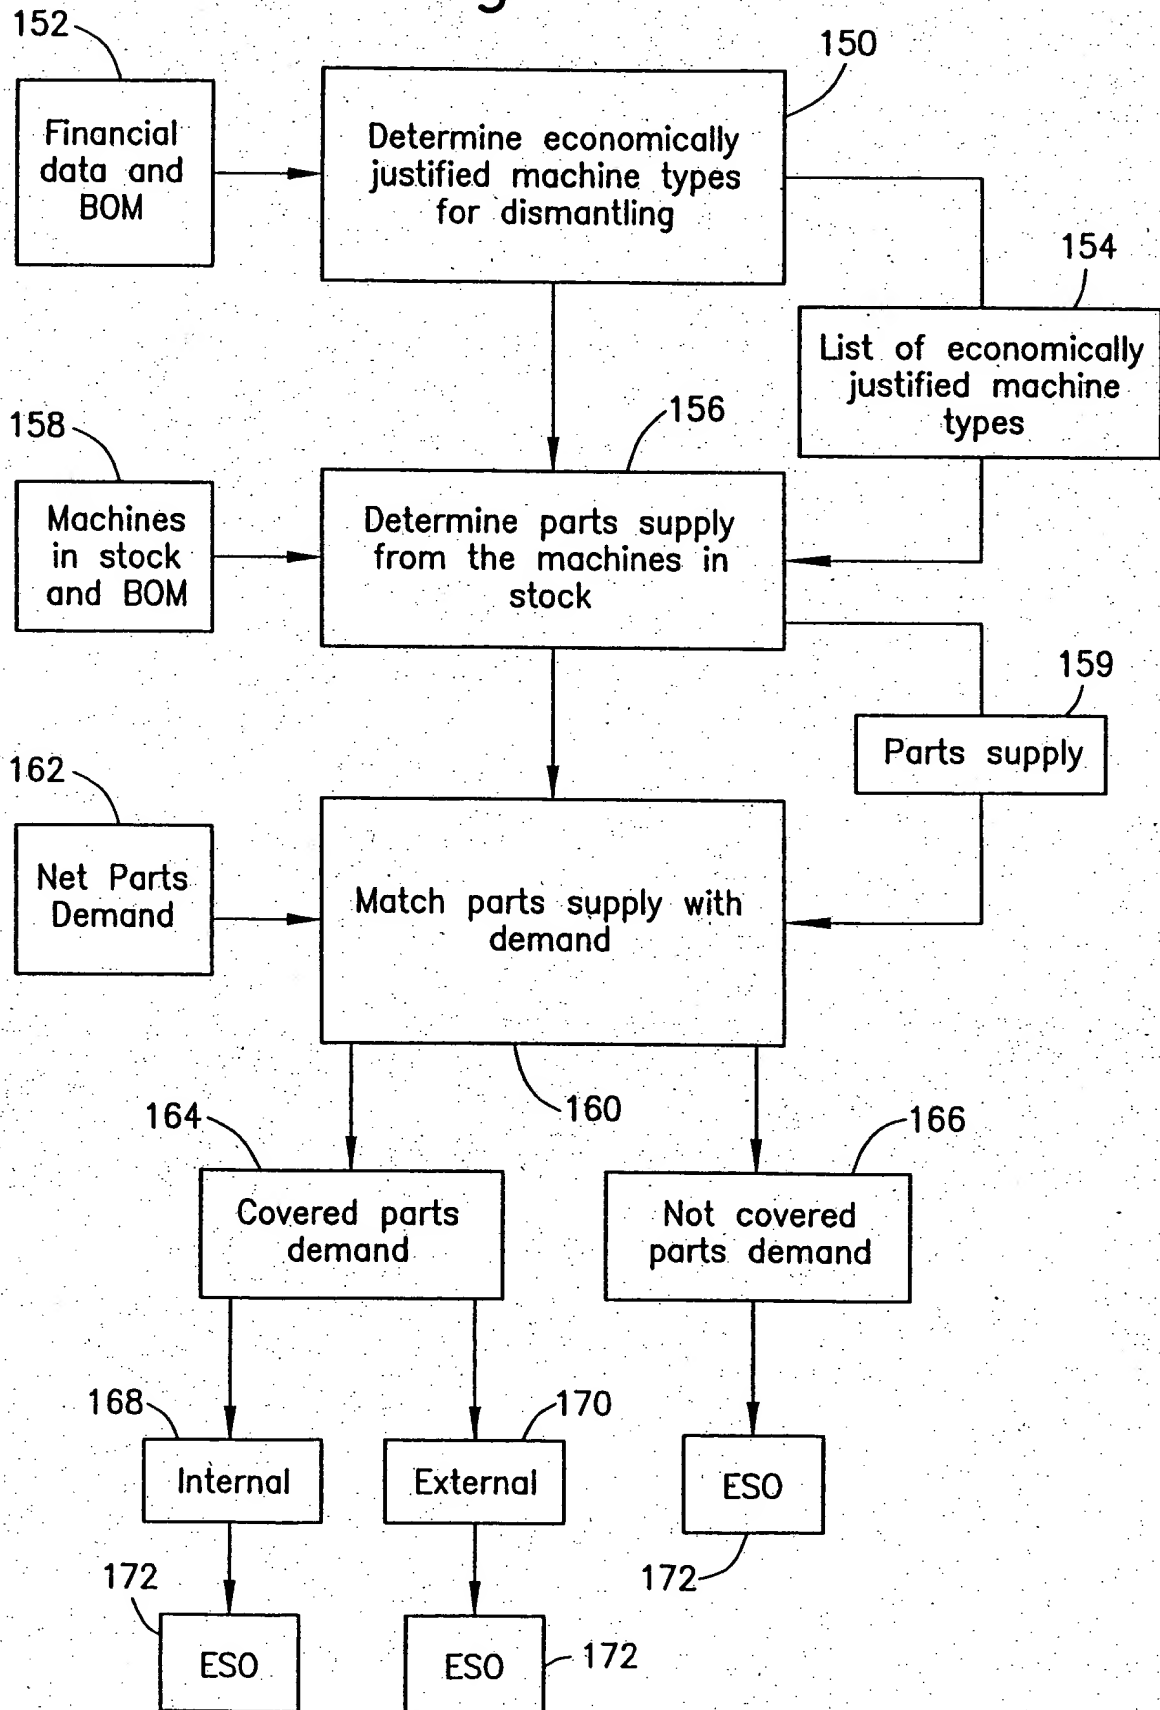 152
150
Financial
data and
BOM
Determine economically
justified machine types
for dismantling
154
List of economically
justified machine
types
156
158
Machines
in stock
and BOM
Determine parts supply
from the machines in
stock
159
Parts supply
162
Net Parts
Demand
Match parts supply with
demand
160
164
166
Covered parts
demand
Not covered
parts demand
168
170
Internal
External
ESO
172
172
ESO
ESO
172